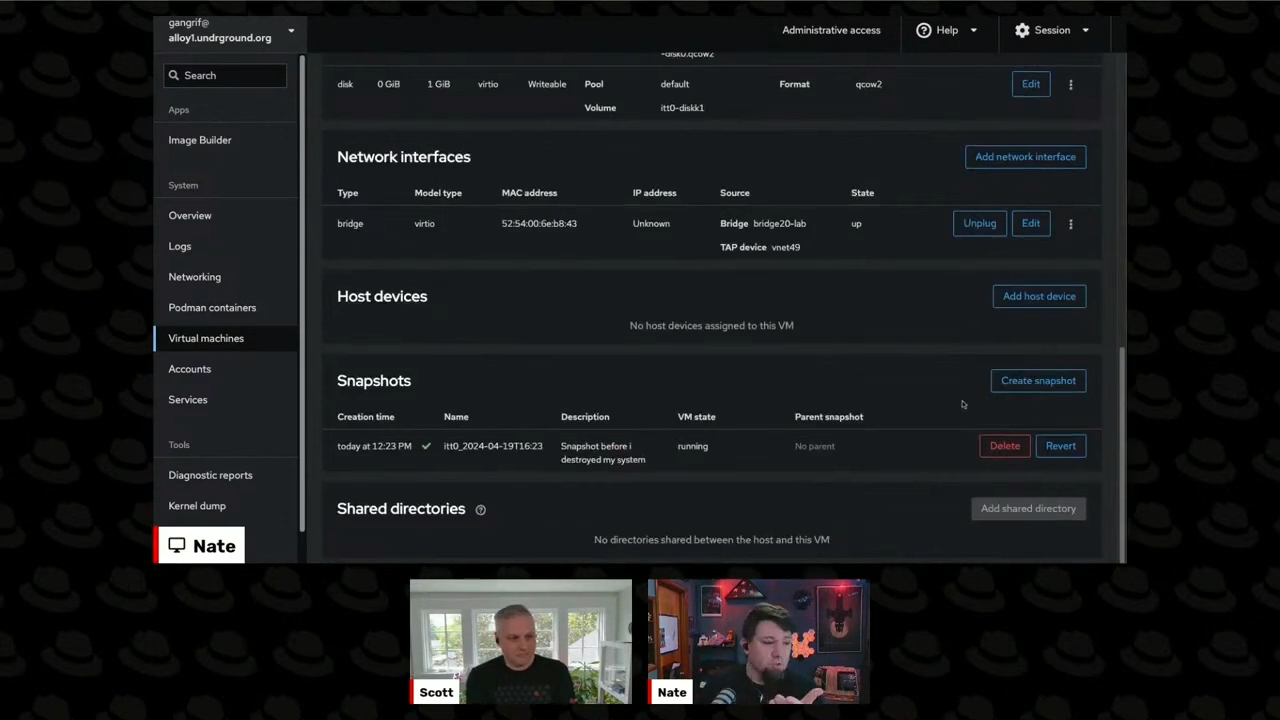 gangrif@
alloy1.undrground.org
Administrative access
Help
Session
Search
Apps
Image Builder
System
Overview
Logs
Networking
Podman containers
Virtual machines
Accounts
Services
Tools
Diagnostic reports
Kernel dump
-disk0.qcow2
disk 0 GiB 1 GiB virtio Writeable Pool default Format qcow2 Edit
Volume itt0-diskk1
Network interfaces Add network interface
Type Model type MAC address IP address Source State
bridge virtio 52:54:00:6e:b8:43 Unknown Bridge bridge20-lab up Unplug Edit
TAP device vnet49
Host devices Add host device
No host devices assigned to this VM
Snapshots Create snapshot
Creation time Name Description VM state Parent snapshot
today at 12:23 PM itt0_2024-04-19T16:23 Snapshot before i running No parent Delete Revert
destroyed my system
Shared directories Add shared directory
No directories shared between the host and this VM
Nate
Scott
Nate